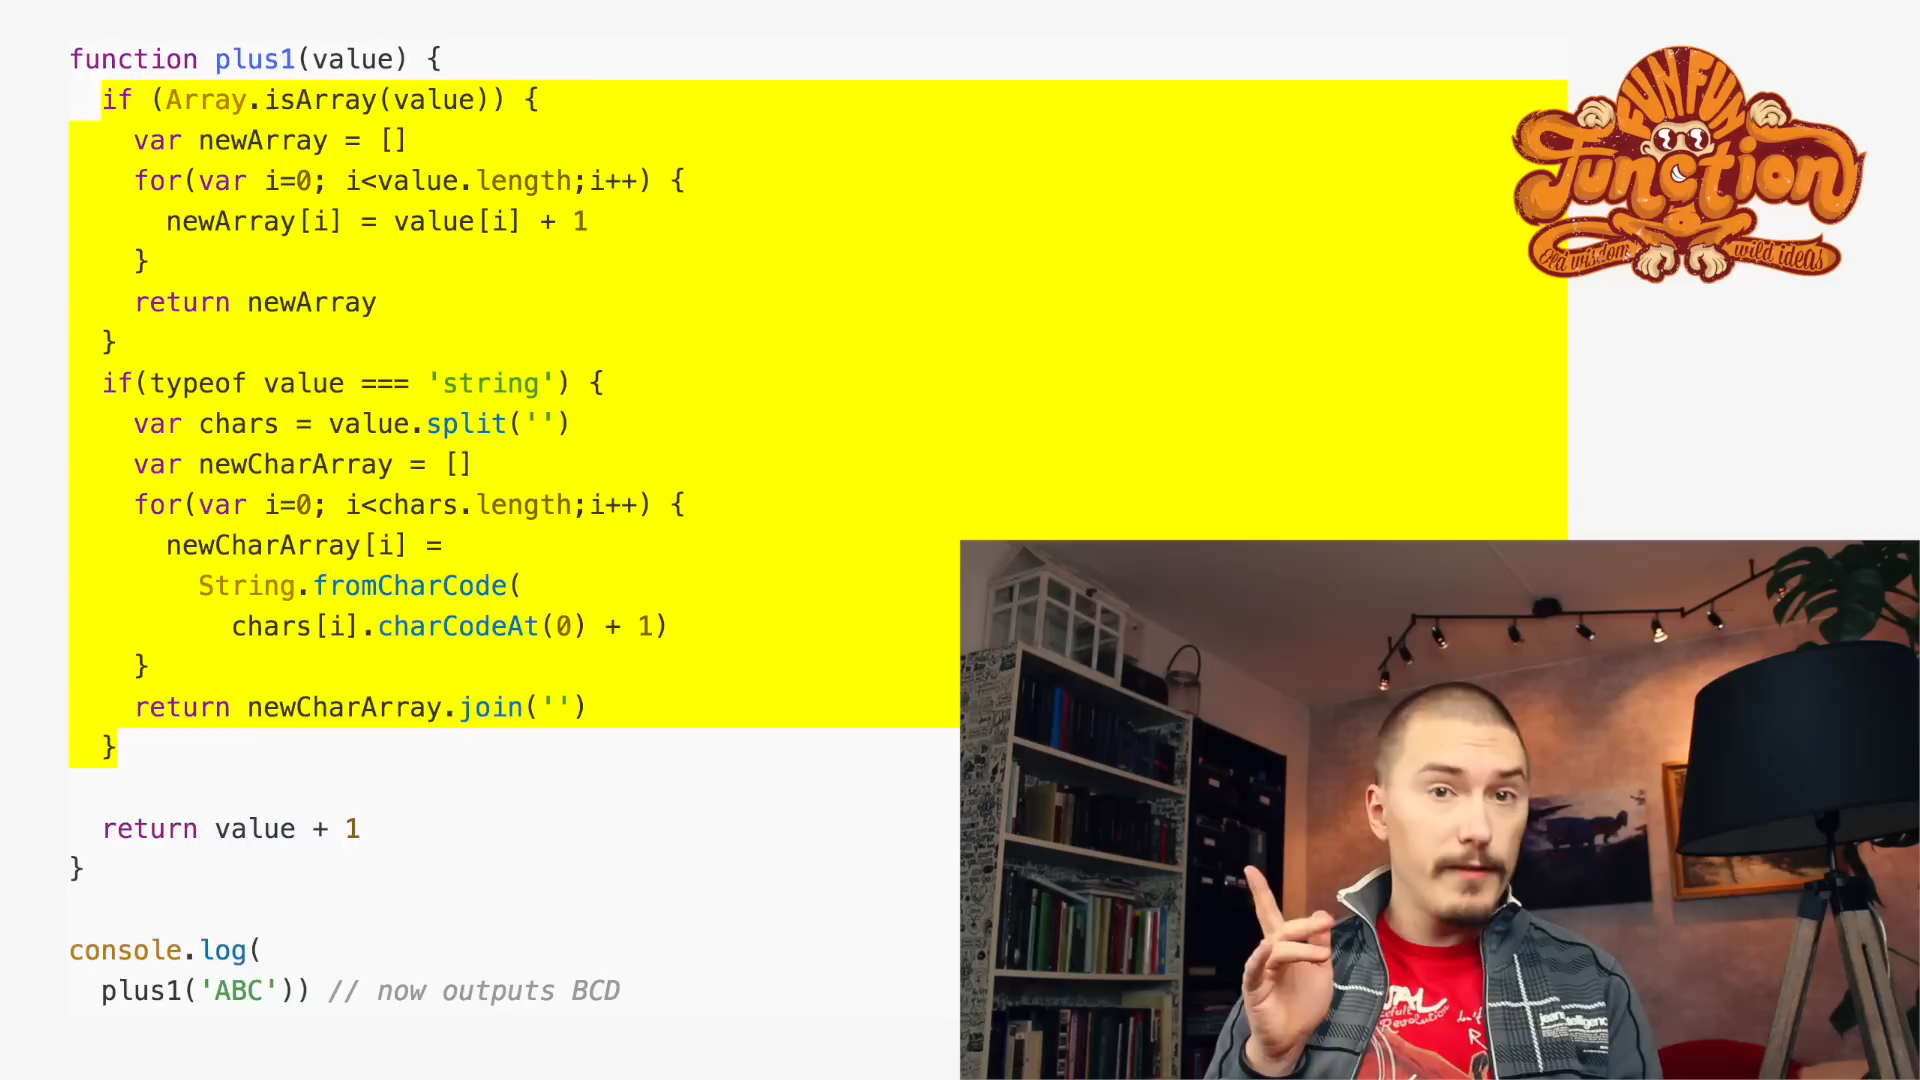 function plus1(value) {
  if (Array.isArray(value)) {
    var newArray = []
    for(var i=0; i<value.length;i++) {
      newArray[i] = value[i] + 1
    }
    return newArray
  }
  if(typeof value === 'string') {
    var chars = value.split('')
    var newCharArray = []
    for(var i=0; i<chars.length;i++) {
      newCharArray[i] =
        String.fromCharCode(
          chars[i].charCodeAt(0) + 1)
    }
    return newCharArray.join('')
  }
  return value + 1
}
console.log(
  plus1('ABC')) // now outputs BCD
FUN FUN
Function
Old wisdom wild ideas
Revolution